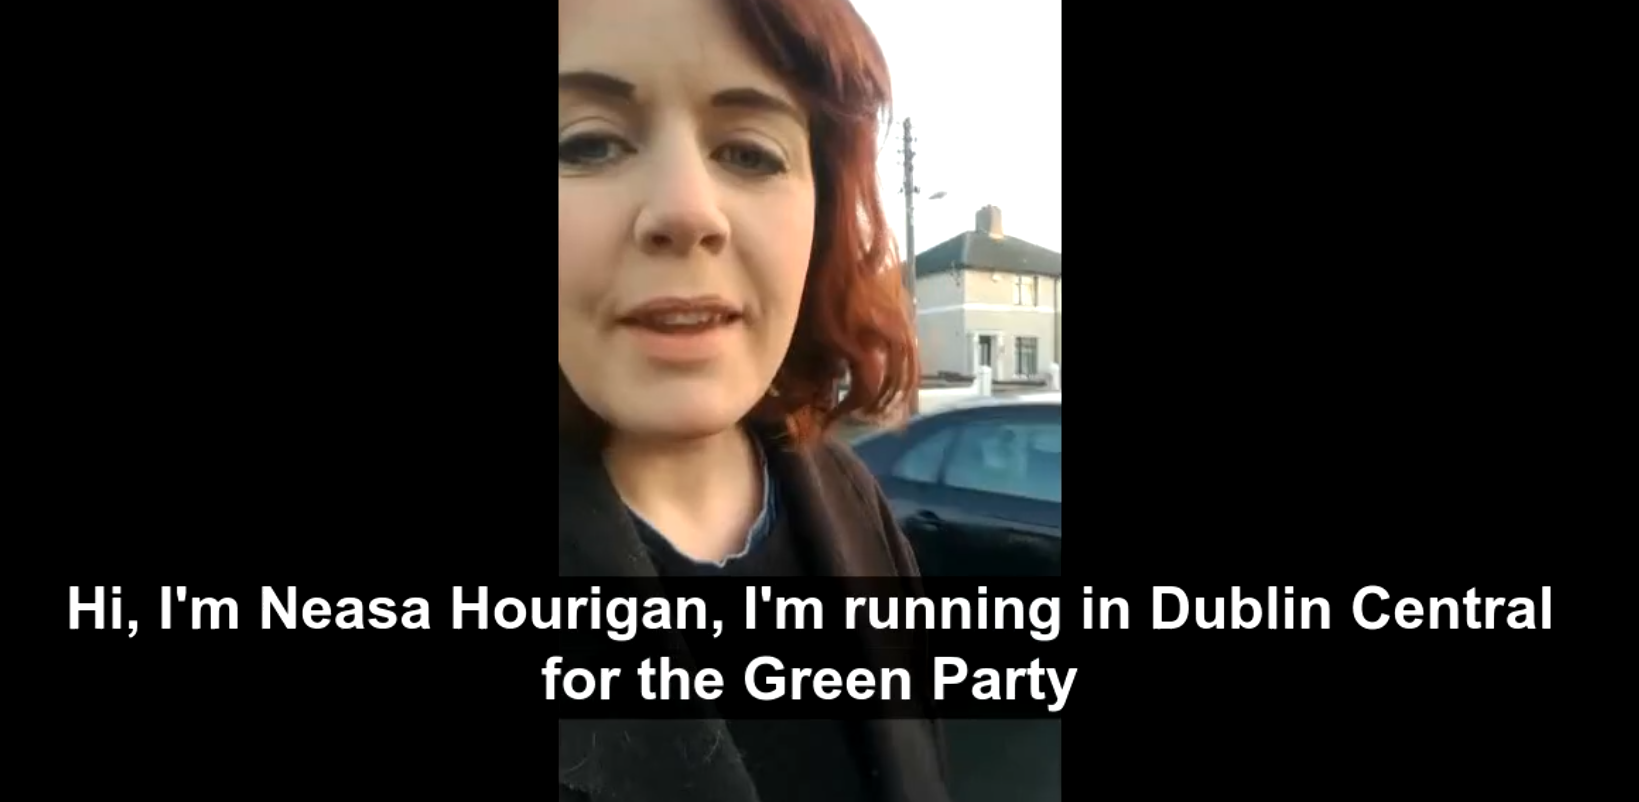 Hi, I'm Neasa Hourigan, I'm running in Dublin Central
for the Green Party